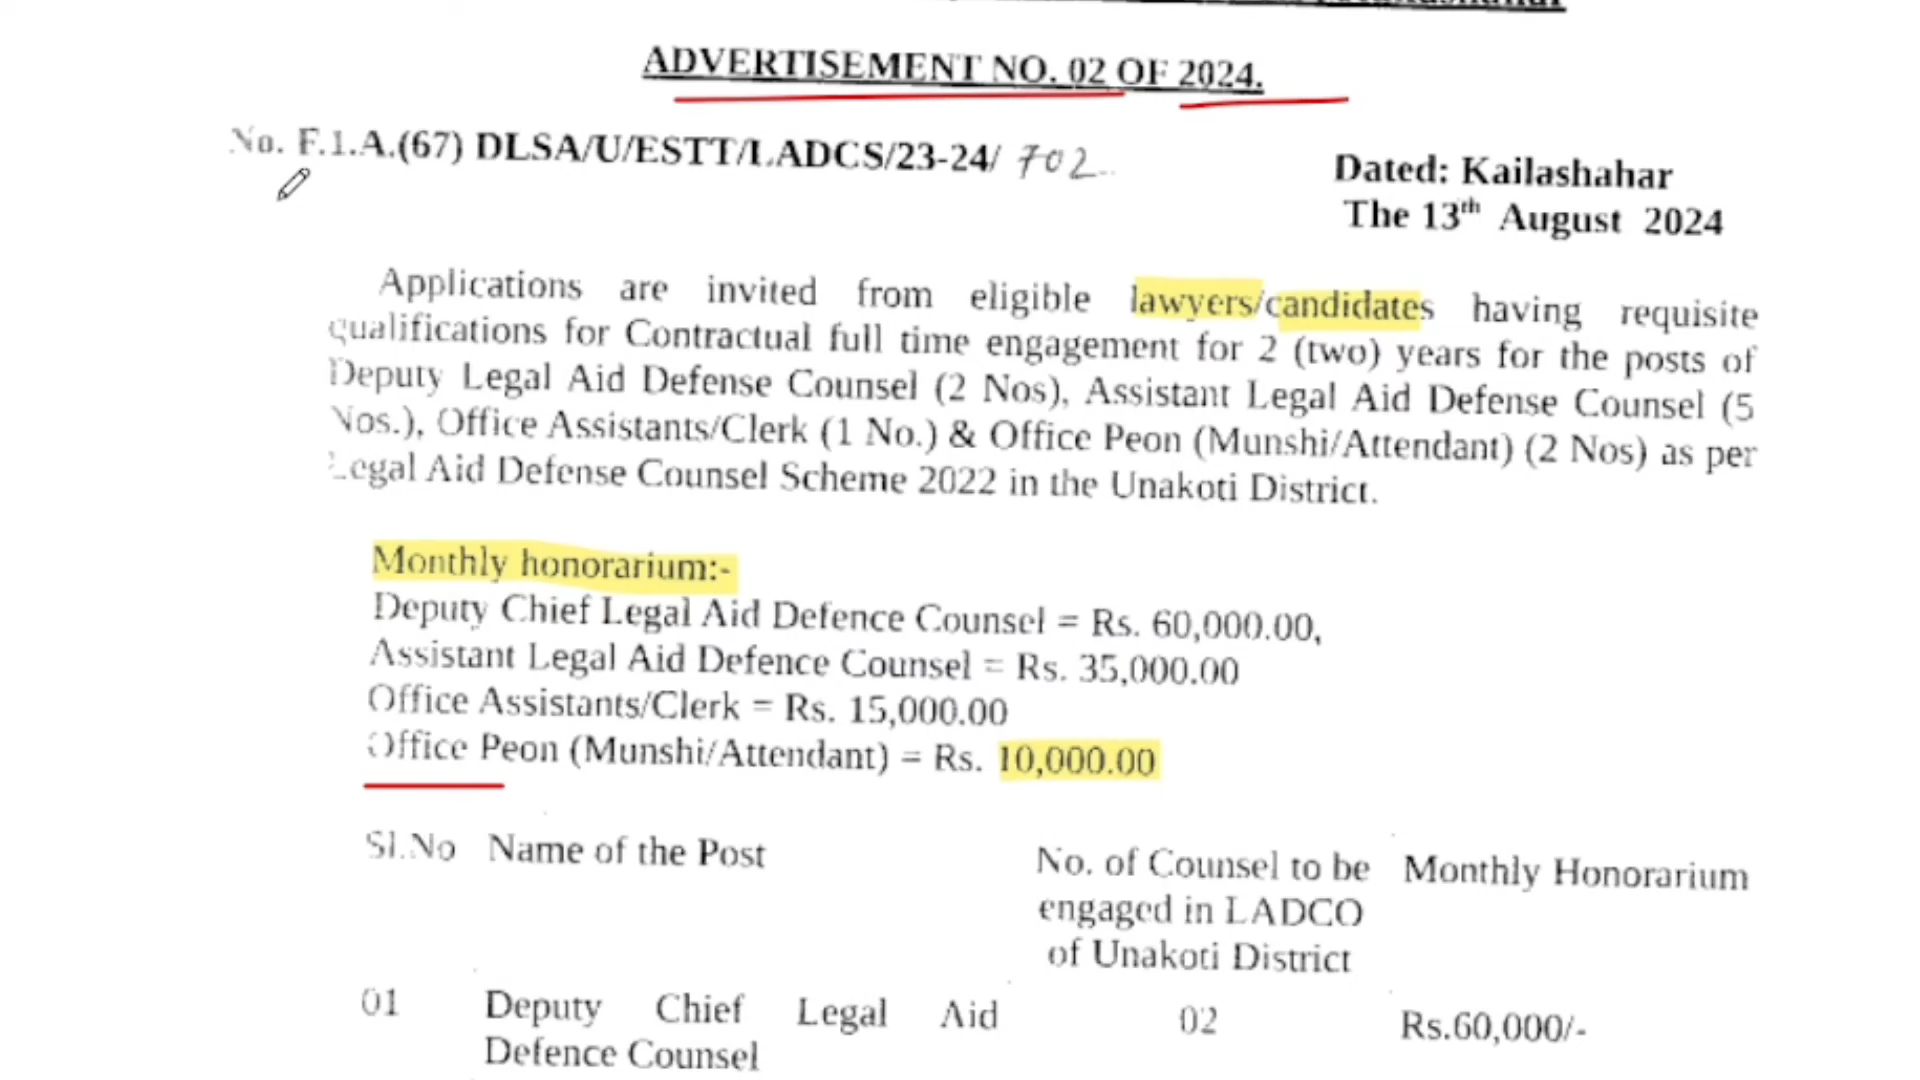 ADVERTISEMENT NO. 02 OF 2024.
No. F.1.A.(67) DLSA/U/ESTT/LADCS/23-24/ 702
Dated: Kailashahar
The 13th August 2024
Applications are invited from eligible lawyers/candidates having requisite
qualifications for Contractual full time engagement for 2 (two) years for the posts of
Deputy Legal Aid Defense Counsel (2 Nos), Assistant Legal Aid Defense Counsel (5
Nos.), Office Assistants/Clerk (1 No.) & Office Peon (Munshi/Attendant) (2 Nos) as per
Legal Aid Defense Counsel Scheme 2022 in the Unakoti District.
Monthly honorarium:-
Deputy Chief Legal Aid Defence Counsel = Rs. 60,000.00,
Assistant Legal Aid Defence Counsel = Rs. 35,000.00
Office Assistants/Clerk = Rs. 15,000.00
Office Peon (Munshi/Attendant) = Rs. 10,000.00
Sl.No Name of the Post No. of Counsel to be Monthly Honorarium
engaged in LADCO
of Unakoti District
01 Deputy Chief Legal Aid 02 Rs.60,000/-
Defence Counsel